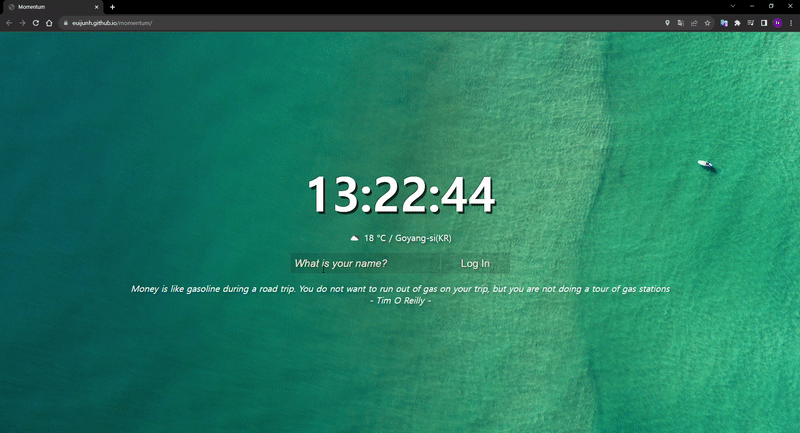 Momentum
euijunh.github.io/momentum/
13:22:44
18 °C / Goyang-si(KR)
What is your name?
Log In
Money is like gasoline during a road trip. You do not want to run out of gas on your trip, but you are not doing a tour of gas stations
- Tim O Reilly -